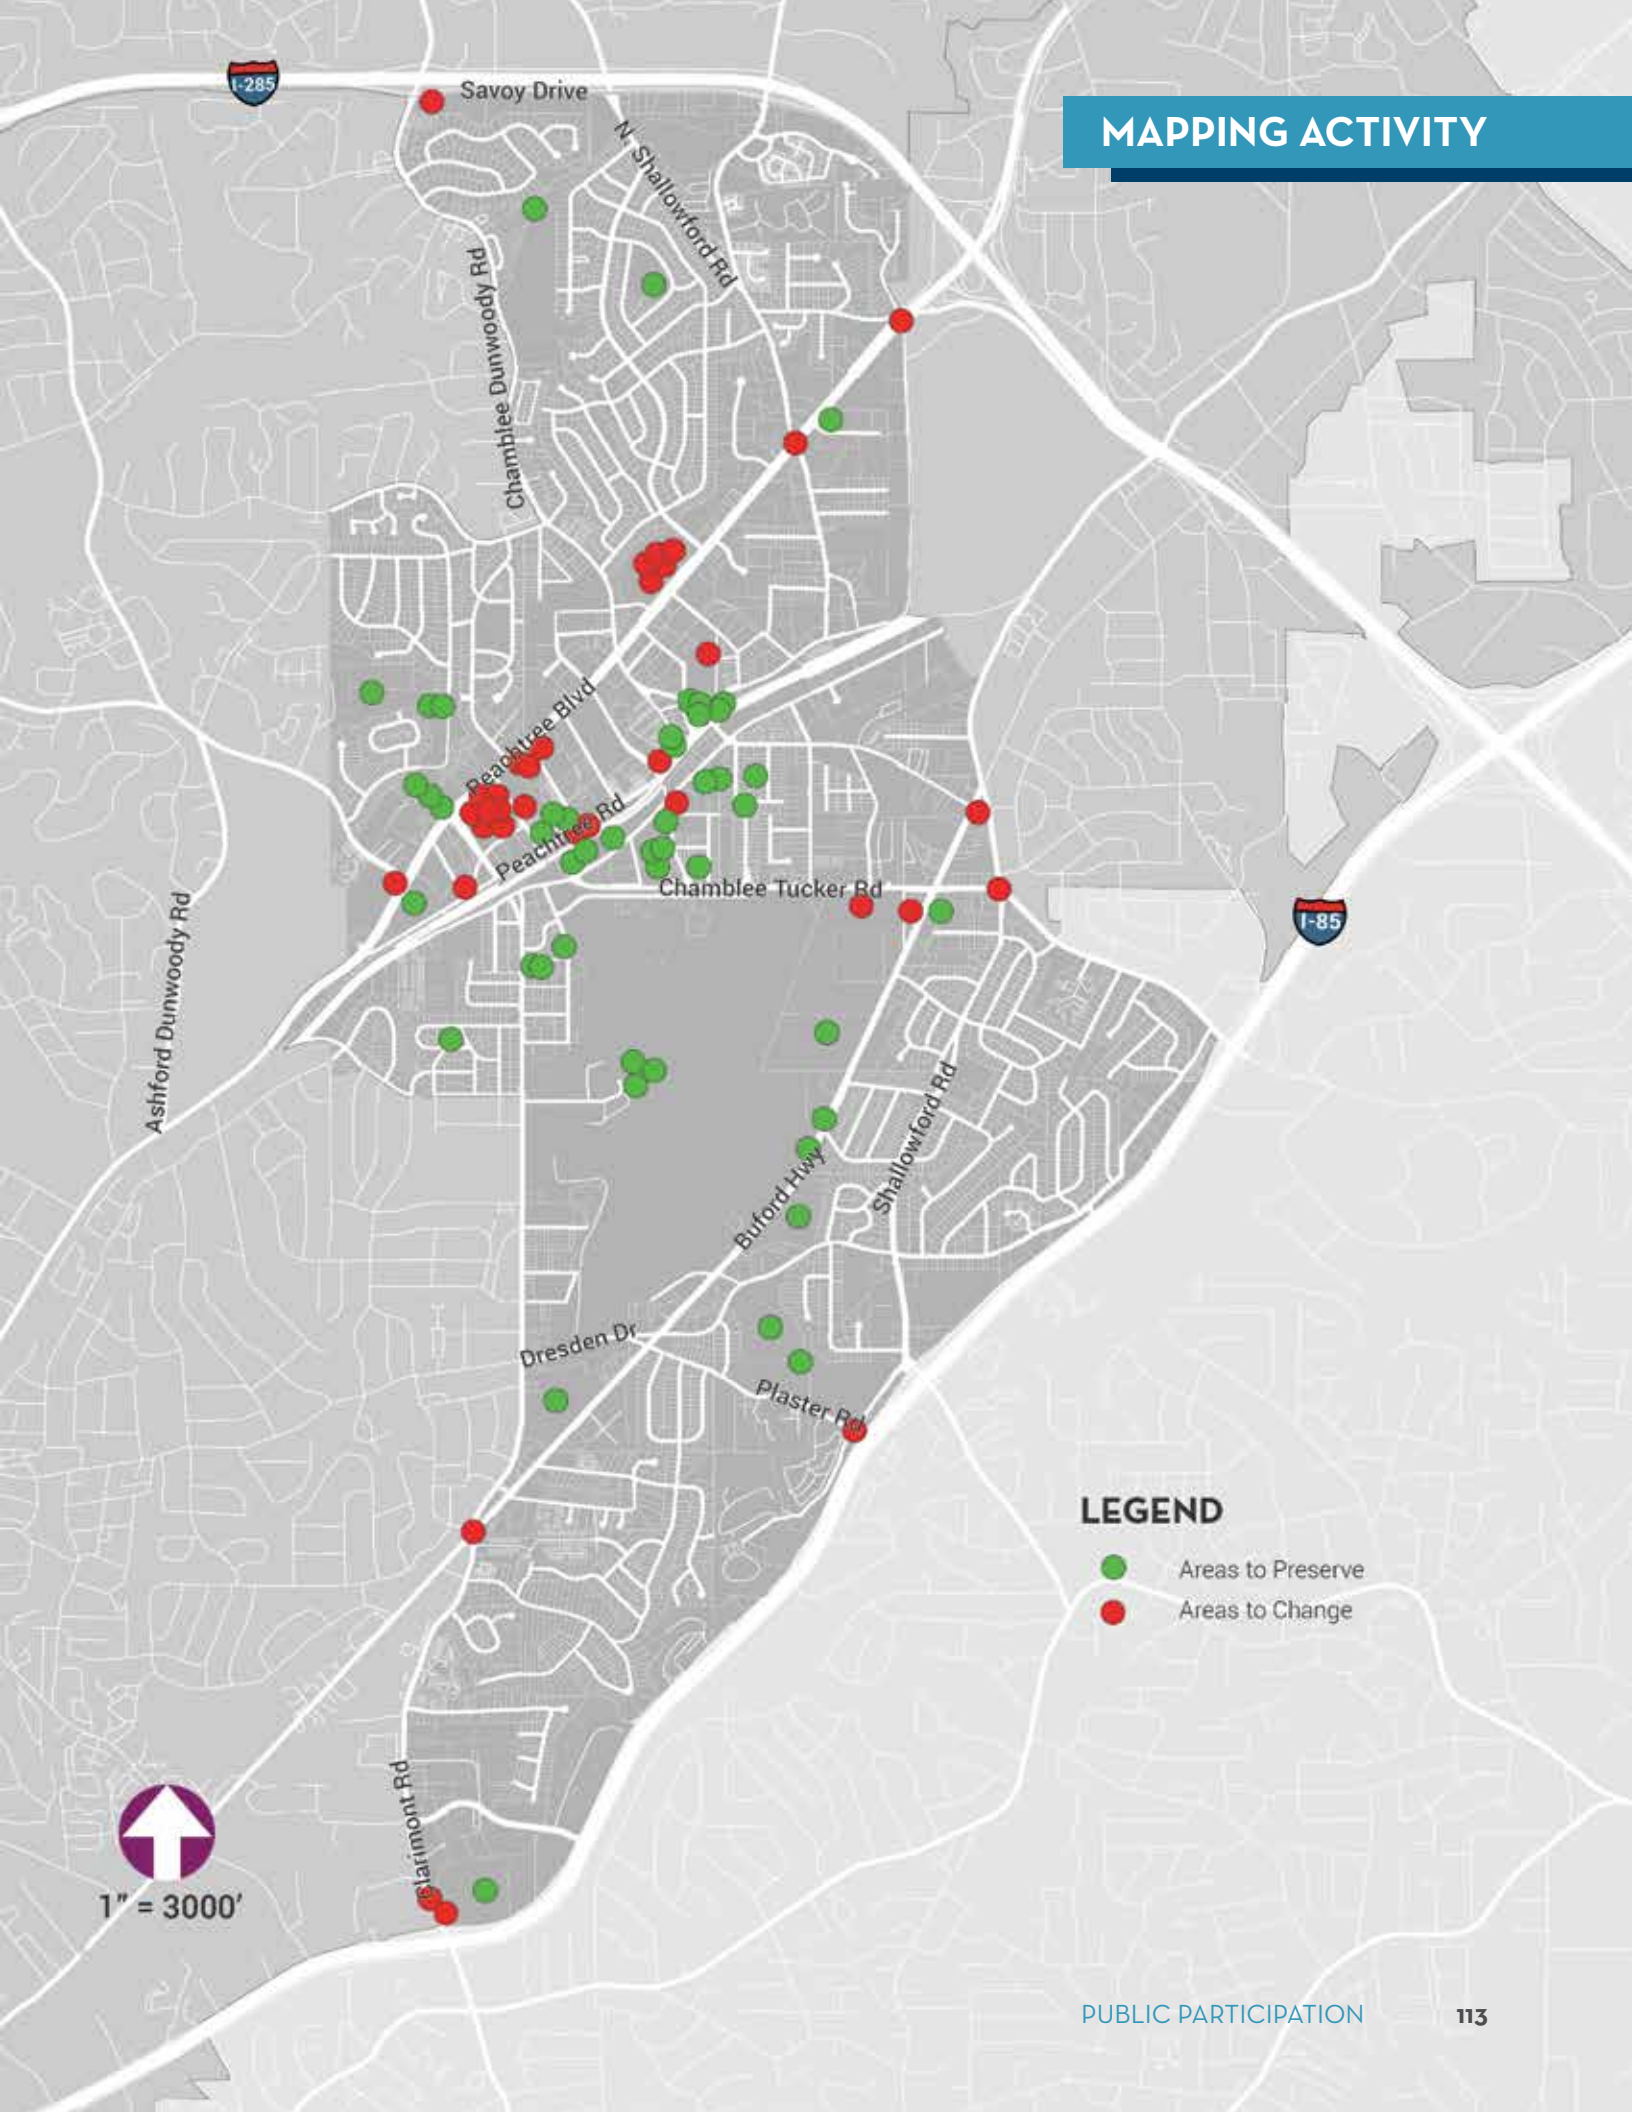 I-285
Savoy Drive
MAPPING ACTIVITY
N. Shallowford Rd
Chamblee Dunwoody Rd
Peachtree Blvd
Peachtree Rd
Chamblee Tucker Rd
I-85
Ashford Dunwoody Rd
Shallowford Rd
Buford Hwy
Dresden Dr
Plaster Rd
LEGEND
Areas to Preserve
Areas to Change
Clarimont Rd
1" = 3000'
PUBLIC PARTICIPATION 113